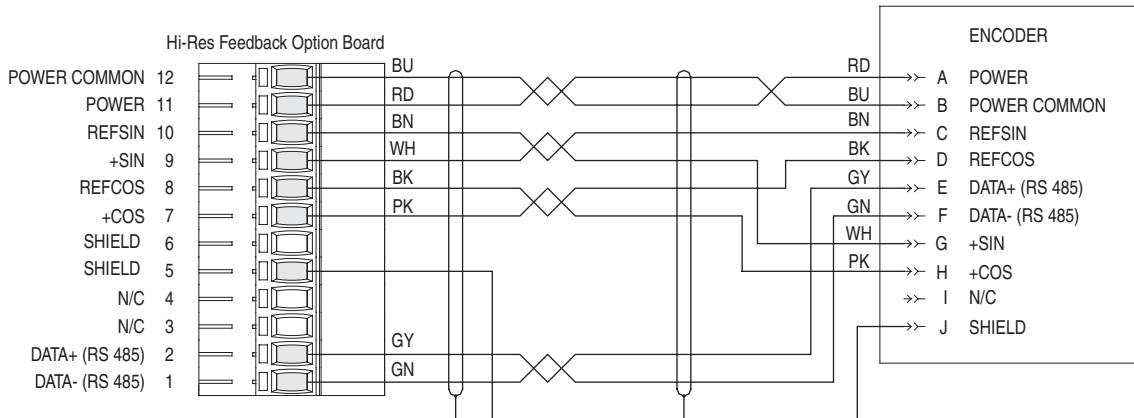 Hi-Res Feedback Option Board
POWER COMMON 12 BU
POWER 11 RD
REFSIN 10 BN
+SIN 9 WH
REFCOS 8 BK
+COS 7 PK
SHIELD 6
SHIELD 5
N/C 4
N/C 3
DATA+ (RS 485) 2 GY
DATA- (RS 485) 1 GN
ENCODER
RD A POWER
BU B POWER COMMON
BN C REFSIN
BK D REFCOS
GY E DATA+ (RS 485)
GN F DATA- (RS 485)
WH G +SIN
PK H +COS
I N/C
J SHIELD